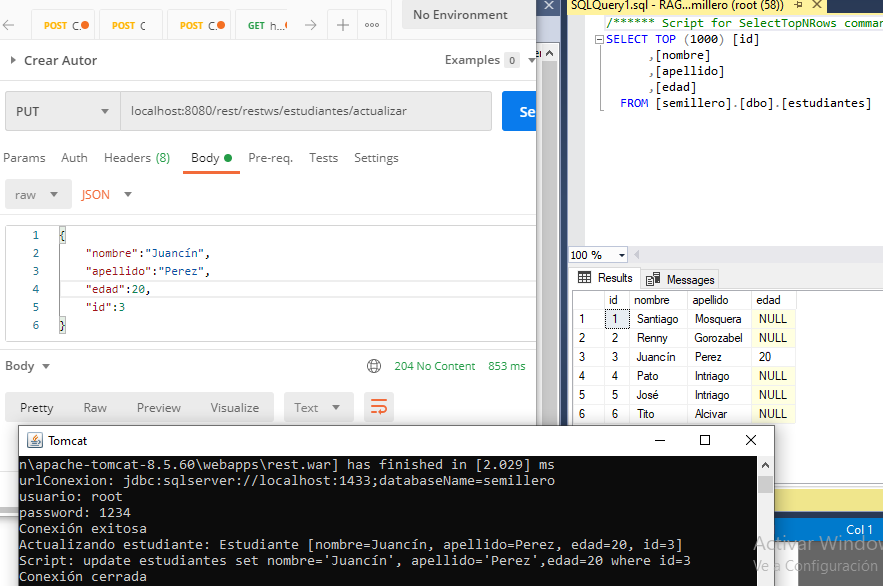 POST C.
POST C
POST C.
GET h...
No Environment
Crear Autor
Examples 0
PUT
localhost:8080/rest/restws/estudiantes/actualizar
Se
Params Auth Headers (8) Body Pre-req. Tests Settings
raw JSON
1 {
2 "nombre":"Juancín",
3 "apellido":"Perez",
4 "edad":20,
5 "id":3
6 }
Body 204 No Content 853 ms
Pretty Raw Preview Visualize Text
SQLQuery1.sql - RAG...millero (root (58))
/****** Script for SelectTopNRows comman
SELECT TOP (1000) [id]
,[nombre]
,[apellido]
,[edad]
FROM [semillero].[dbo].[estudiantes]
100 %
Results Messages
id nombre apellido edad
1 1 Santiago Mosquera NULL
2 2 Renny Gorozabel NULL
3 3 Juancín Perez 20
4 4 Pato Intriago NULL
5 5 José Intriago NULL
6 6 Tito Alcivar NULL
Tomcat
n\apache-tomcat-8.5.60\webapps\rest.war] has finished in [2.029] ms
urlConexion: jdbc:sqlserver://localhost:1433;databaseName=semillero
usuario: root
password: 1234
Conexión exitosa
Actualizando estudiante: Estudiante [nombre=Juancín, apellido=Perez, edad=20, id=3]
Script: update estudiantes set nombre='Juancín', apellido='Perez',edad=20 where id=3
Conexión cerrada
Col 1
Activar Window
Ve a Configuración